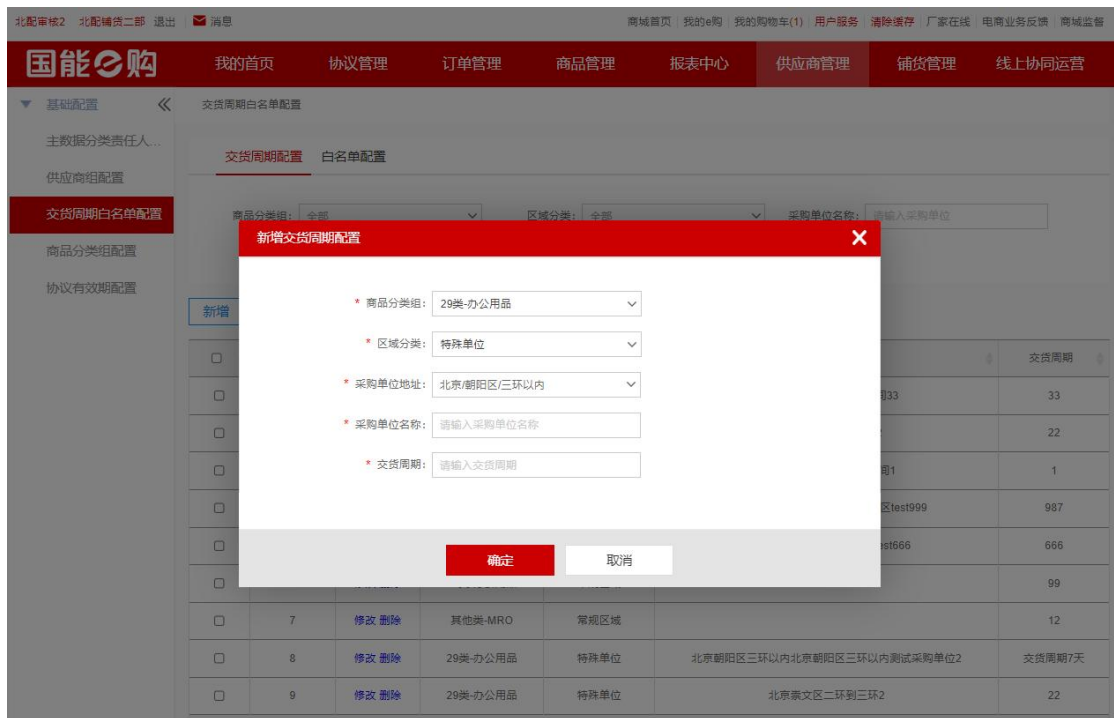 北配审核2 北配铺货二部 退出 消息 商城首页 我的e购 我的购物车(1) 用户服务 清除缓存 厂家在线 电商业务反馈 商城监督
国能e购 我的首页 协议管理 订单管理 商品管理 报表中心 供应商管理 铺货管理 线上协同运营
基础配置 交货周期白名单配置
主数据分类责任人...
供应商组配置
交货周期白名单配置
商品分类组配置
协议有效期配置
交货周期配置 白名单配置
商品分类组: 全部 区域分类: 全部 采购单位名称: 请输入采购单位
新增交货周期配置
新增
* 商品分类组: 29类-办公用品
* 区域分类: 特殊单位
* 采购单位地址: 北京/朝阳区/三环以内
* 采购单位名称: 请输入采购单位名称
* 交货周期: 请输入交货周期
确定 取消
交货周期
33 33
22
1 1
区test999 987
est666 666
99
7 修改 删除 其他类-MRO 常规区域 12
8 修改 删除 29类-办公用品 特殊单位 北京朝阳区三环以内北京朝阳区三环以内测试采购单位2 交货周期7天
9 修改 删除 29类-办公用品 特殊单位 北京崇文区二环到三环2 22